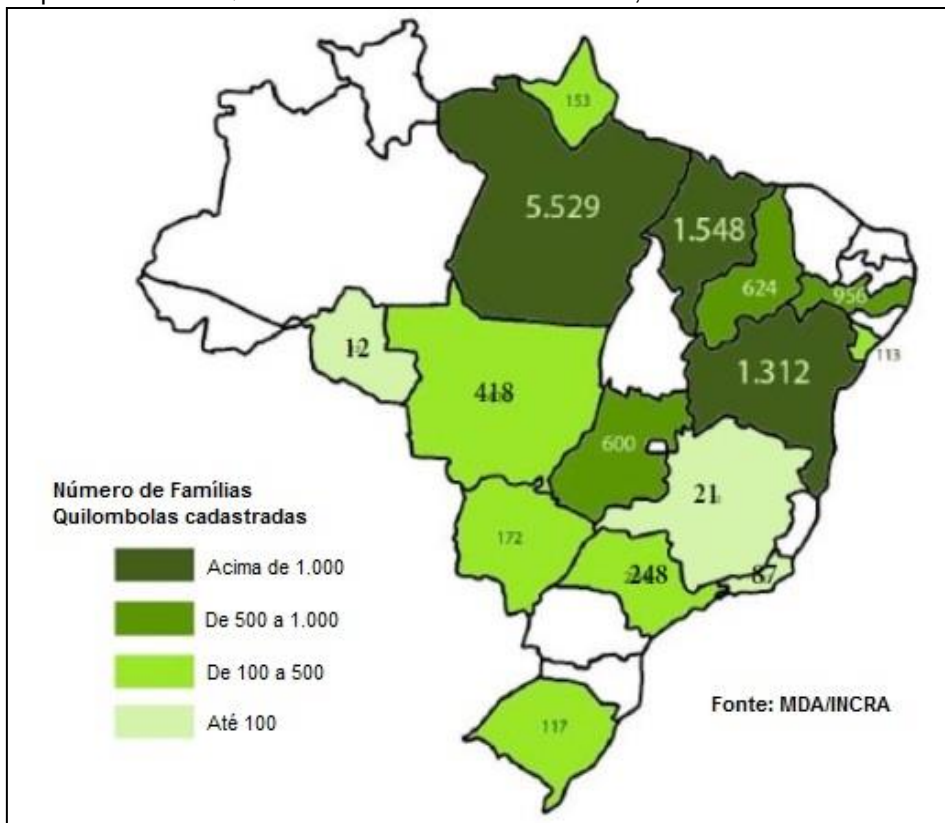 153
5.529
1.548
624
956
113
12
1.312
418
600
21
172
248
87
117
Número de Famílias
Quilombolas cadastradas
Acima de 1.000
De 500 a 1.000
De 100 a 500
Até 100
Fonte: MDA/INCRA